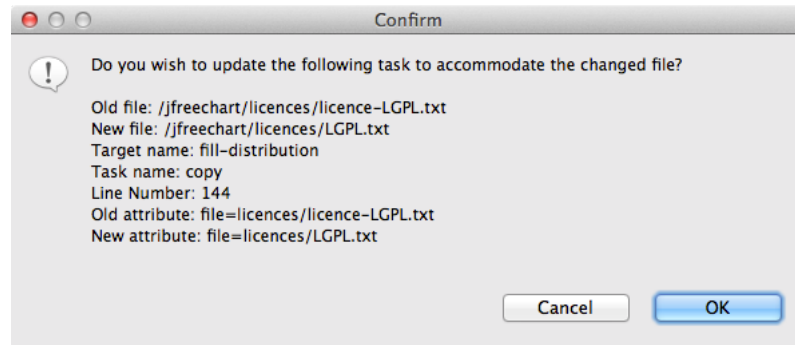 Confirm
Do you wish to update the following task to accommodate the changed file?
Old file: /jfreechart/licences/licence-LGPL.txt
New file: /jfreechart/licences/LGPL.txt
Target name: fill-distribution
Task name: copy
Line Number: 144
Old attribute: file=licences/licence-LGPL.txt
New attribute: file=licences/LGPL.txt
Cancel OK